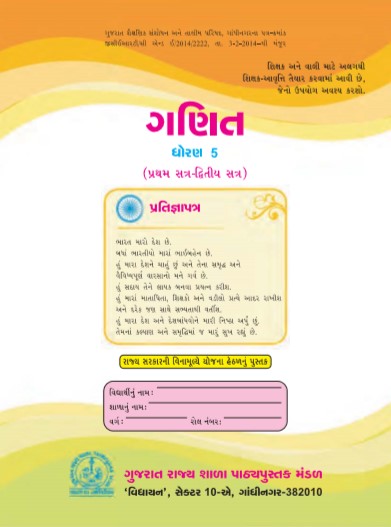 ગુજરાત શૈક્ષણિક સંશોધન અને તાલીમ પરિષદ, ગાંધીનગરના પત્ર-ક્રમાંક
જીસીઈઆરટી/સી એન્ડ ઈ/2014/2222, તા. 3-3-2014-થી મંજૂર
શિક્ષક અને વાલી માટે અલગથી
શિક્ષક-આવૃત્તિ તૈયાર કરવામાં આવી છે,
જેનો ઉપયોગ અવશ્ય કરશો.
ગણિત
ધોરણ 5
(પ્રથમ સત્ર-દ્વિતીય સત્ર)
પ્રતિજ્ઞાપત્ર
ભારત મારો દેશ છે.
બધાં ભારતીયો મારાં ભાઈબહેન છે.
હું મારા દેશને ચાહું છું અને તેના સમૃદ્ધ અને
વૈવિધ્યપૂર્ણ વારસાનો મને ગર્વ છે.
હું સદાય તેને લાયક બનવા પ્રયત્ન કરીશ.
હું મારાં માતાપિતા, શિક્ષકો અને વડીલો પ્રત્યે આદર રાખીશ
અને દરેક જણ સાથે સભ્યતાથી વર્તીશ.
હું મારા દેશ અને દેશબાંધવોને મારી નિષ્ઠા અર્પું છું.
તેમનાં કલ્યાણ અને સમૃદ્ધિમાં જ મારું સુખ રહ્યું છે.
રાજ્ય સરકારની વિનામૂલ્યે યોજના હેઠળનું પુસ્તક
વિદ્યાર્થીનું નામ :
શાળાનું નામ :
વર્ગ : રોલ નંબર :
ગુજરાત રાજ્ય શાળા પાઠ્યપુસ્તક મંડળ
'વિદ્યાયન', સેક્ટર 10-એ, ગાંધીનગર-382010